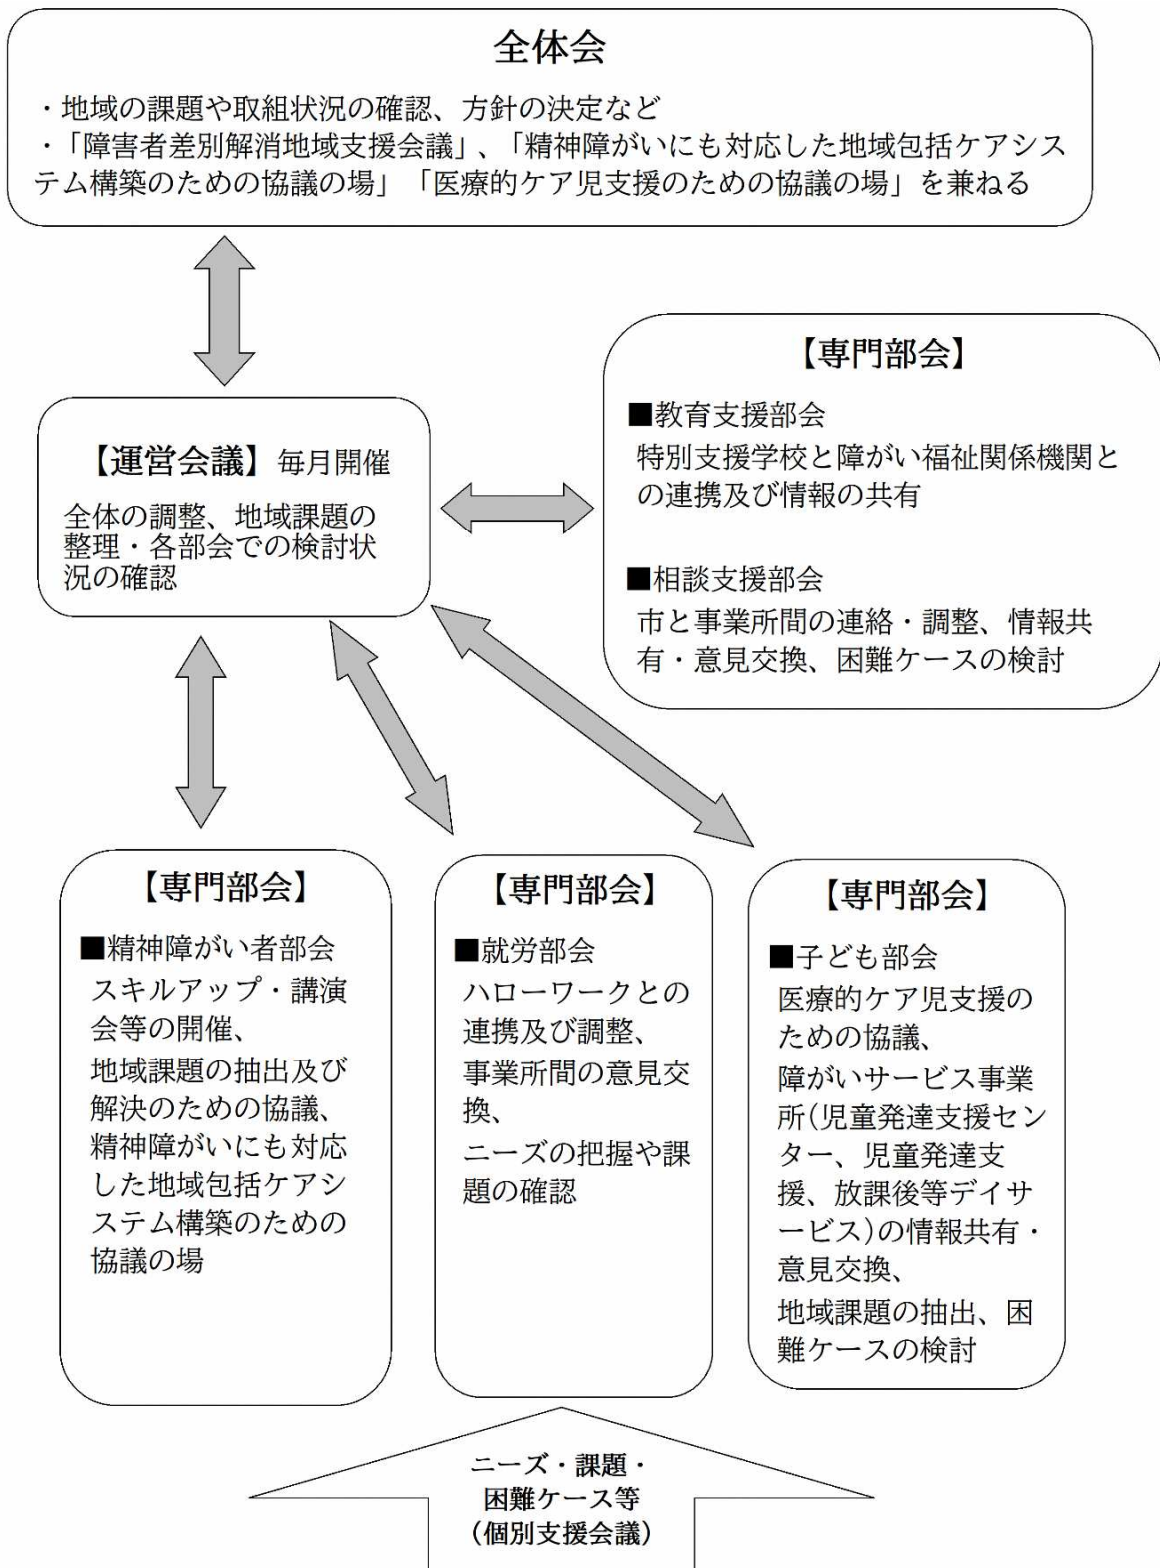 全体会
・地域の課題や取組状況の確認、方針の決定など
・「障害者差別解消地域支援会議」、「精神障がいにも対応した地域包括ケアシス
テム構築のための協議の場」「医療的ケア児支援のための協議の場」を兼ねる
【運営会議】毎月開催
全体の調整、地域課題の
整理・各部会での検討状
況の確認
【専門部会】
■教育支援部会
特別支援学校と障がい福祉関係機関と
の連携及び情報の共有
■相談支援部会
市と事業所間の連絡・調整、情報共
有・意見交換、困難ケースの検討
【専門部会】
■精神障がい者部会
スキルアップ・講演
会等の開催、
地域課題の抽出及び
解決のための協議、
精神障がいにも対応
した地域包括ケアシ
ステム構築のための
協議の場
【専門部会】
■就労部会
ハローワークとの
連携及び調整、
事業所間の意見交
換、
ニーズの把握や課
題の確認
【専門部会】
■子ども部会
医療的ケア児支援の
ための協議、
障がいサービス事業
所(児童発達支援セン
ター、児童発達支
援、放課後等デイサ
ービス)の情報共有・
意見交換、
地域課題の抽出、困
難ケースの検討
ニーズ・課題・
困難ケース等
(個別支援会議)